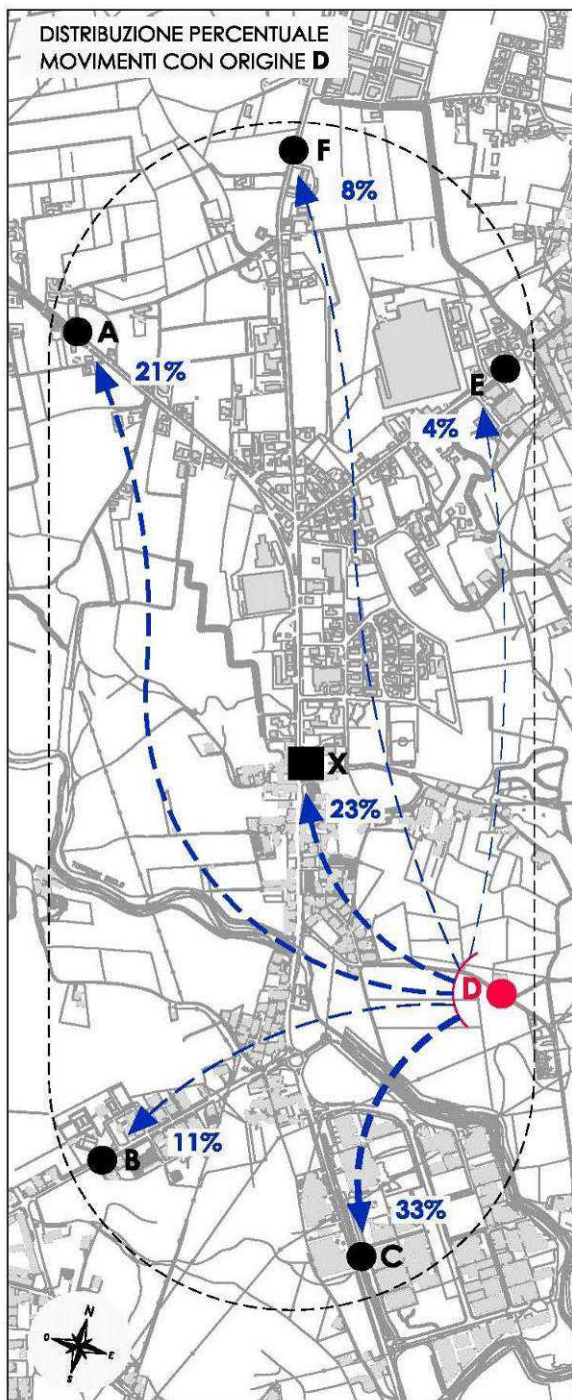 DISTRIBUZIONE PERCENTUALE
MOVIMENTI CON ORIGINE D
F
8%
A
21%
E
4%
X
23%
D
B
11%
33%
C
N
O
E
S